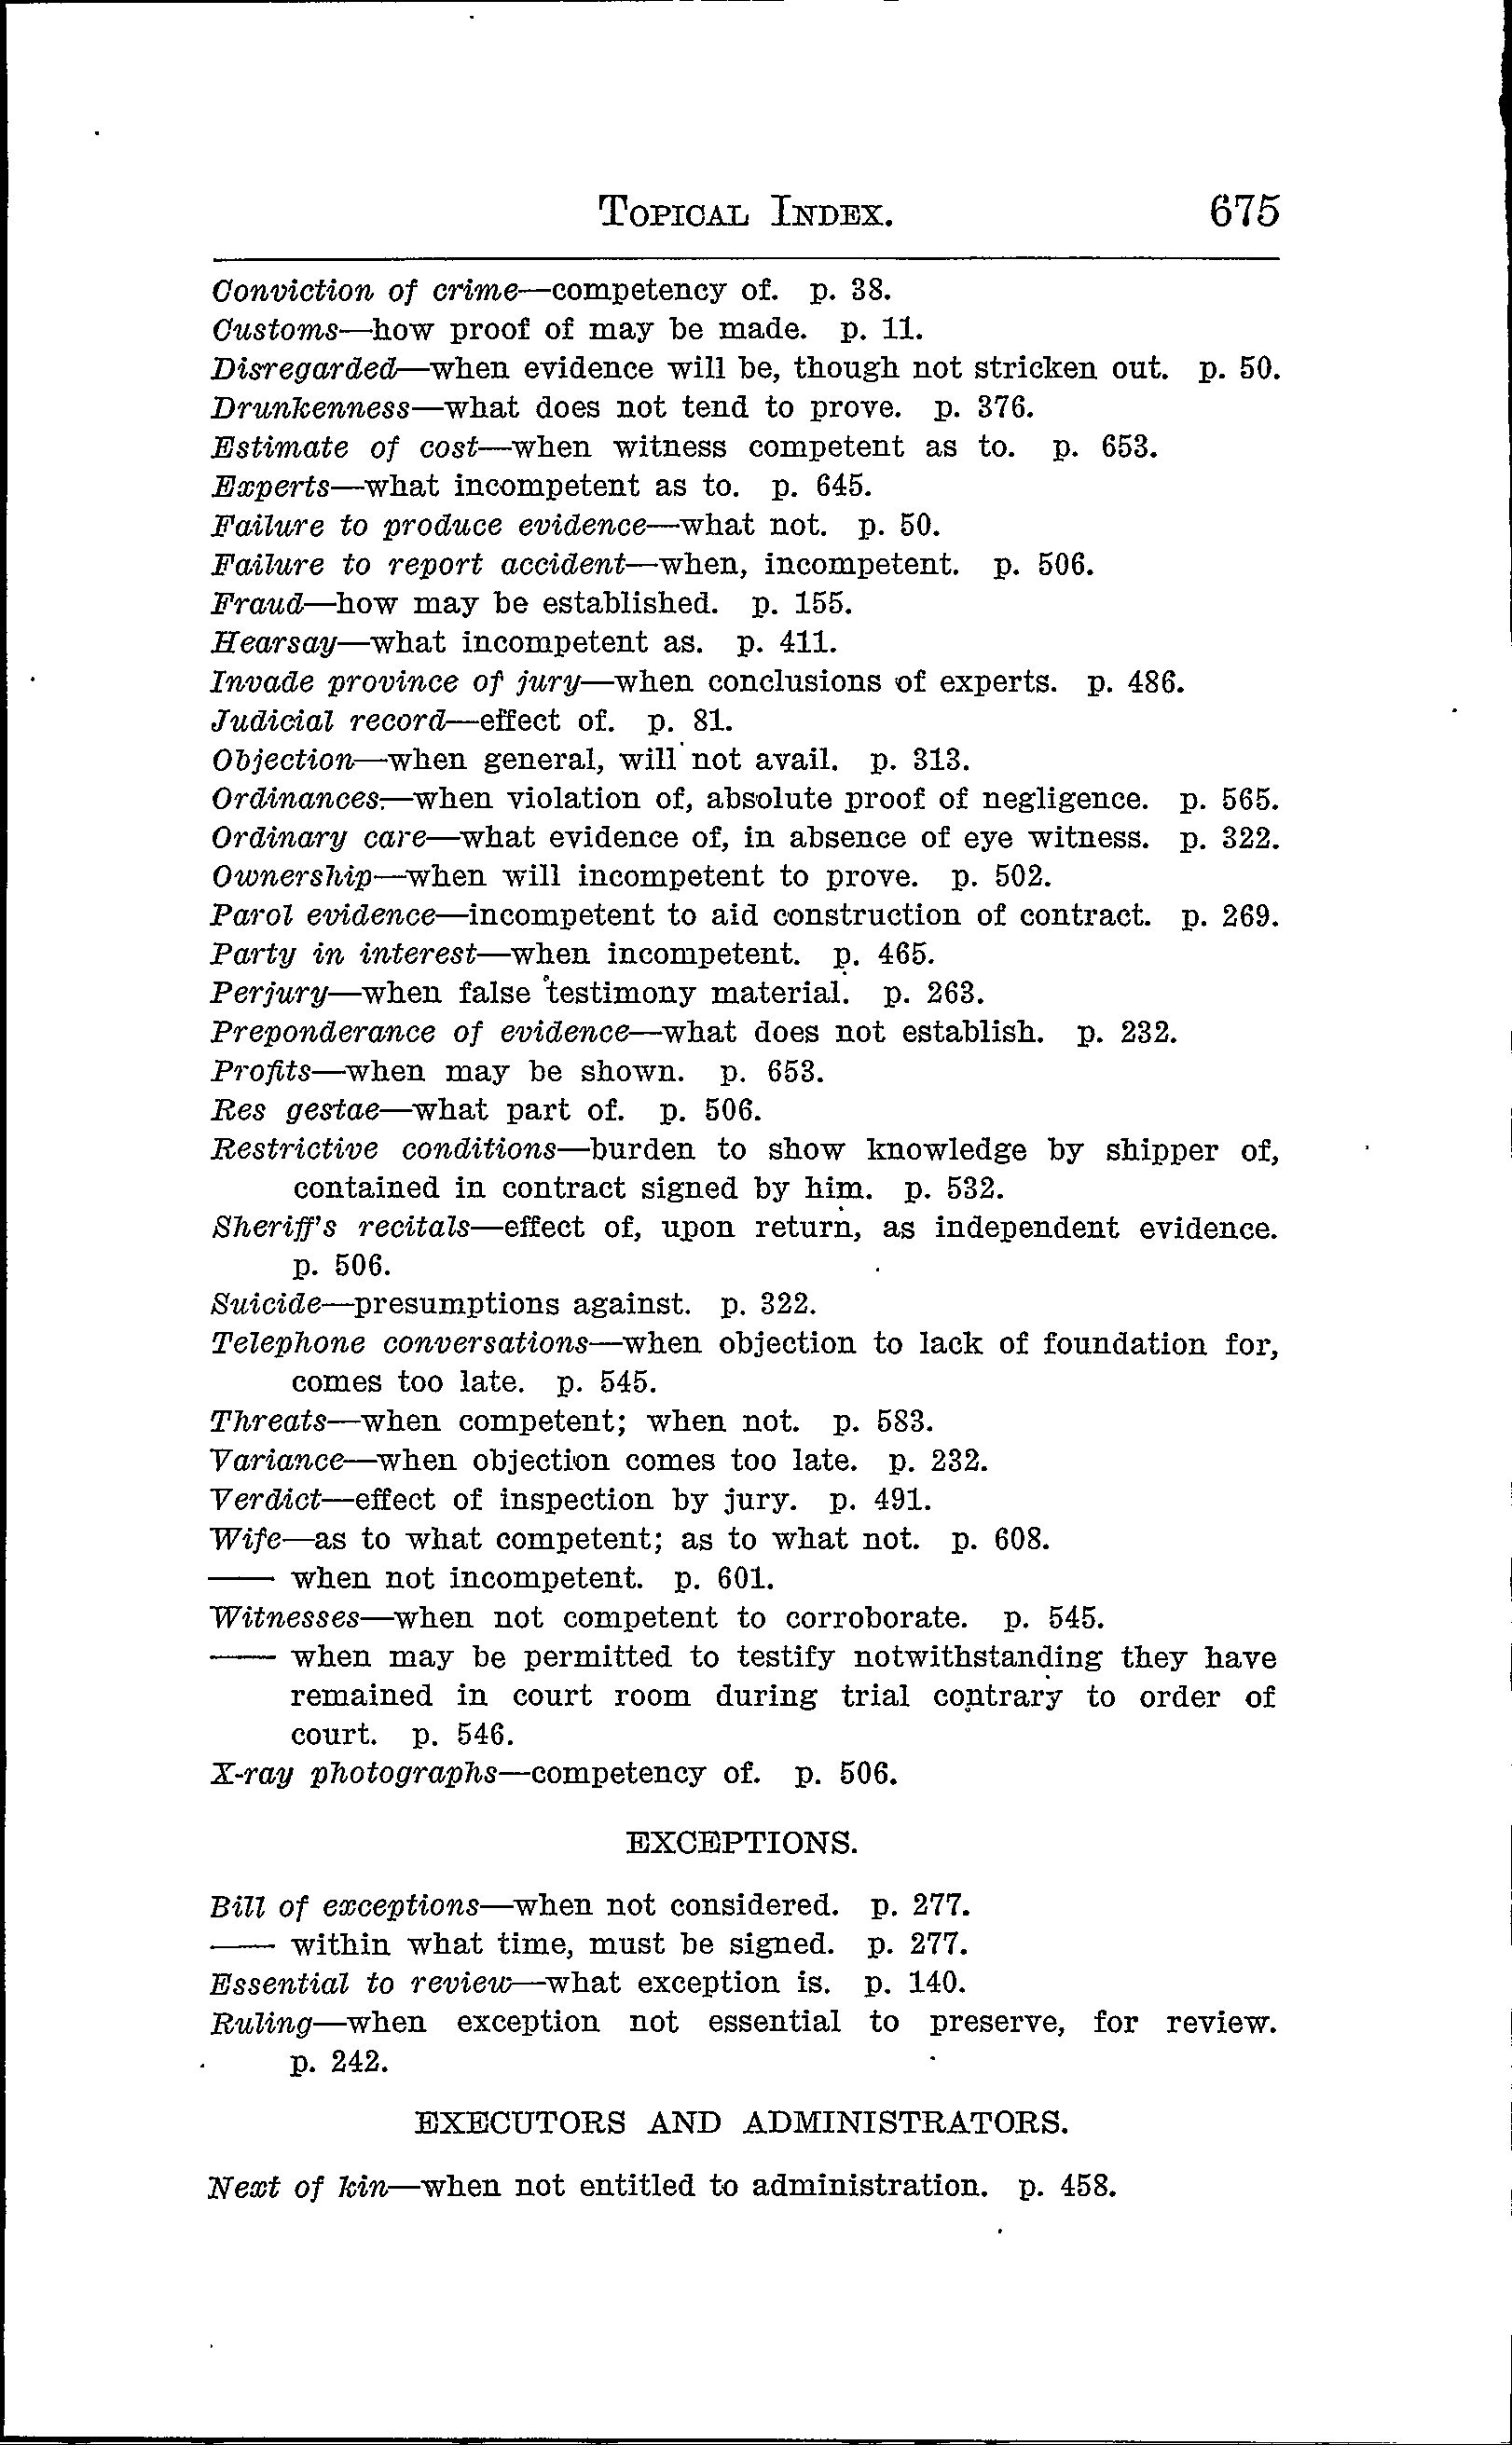 TOPICAL INDEX. 675
Conviction of crime—competency of. p. 38.
Customs—how proof of may be made. p. 11.
Disregarded—when evidence will be, though not stricken out. p. 50.
Drunkenness—what does not tend to prove. p. 376.
Estimate of cost—when witness competent as to. p. 653.
Experts—what incompetent as to. p. 645.
Failure to produce evidence—what not. p. 50.
Failure to report accident—when, incompetent. p. 506.
Fraud—how may be established. p. 155.
Hearsay—what incompetent as. p. 411.
Invade province of jury—when conclusions of experts. p. 486.
Judicial record—effect of. p. 81.
Objection—when general, will not avail. p. 313.
Ordinances—when violation of, absolute proof of negligence. p. 565.
Ordinary care—what evidence of, in absence of eye witness. p. 322.
Ownership—when will incompetent to prove. p. 502.
Parol evidence—incompetent to aid construction of contract. p. 269.
Party in interest—when incompetent. p. 465.
Perjury—when false testimony material. p. 263.
Preponderance of evidence—what does not establish. p. 232.
Profits—when may be shown. p. 653.
Res gestae—what part of. p. 506.
Restrictive conditions—burden to show knowledge by shipper of,
contained in contract signed by him. p. 532.
Sheriff's recitals—effect of, upon return, as independent evidence.
p. 506.
Suicide—presumptions against. p. 322.
Telephone conversations—when objection to lack of foundation for,
comes too late. p. 545.
Threats—when competent; when not. p. 583.
Variance—when objection comes too late. p. 232.
Verdict—effect of inspection by jury. p. 491.
Wife—as to what competent; as to what not. p. 608.
—— when not incompetent. p. 601.
Witnesses—when not competent to corroborate. p. 545.
—— when may be permitted to testify notwithstanding they have
remained in court room during trial contrary to order of
court. p. 546.
X-ray photographs—competency of. p. 506.
EXCEPTIONS.
Bill of exceptions—when not considered. p. 277.
—— within what time, must be signed. p. 277.
Essential to review—what exception is. p. 140.
Ruling—when exception not essential to preserve, for review.
p. 242.
EXECUTORS AND ADMINISTRATORS.
Next of kin—when not entitled to administration. p. 458.